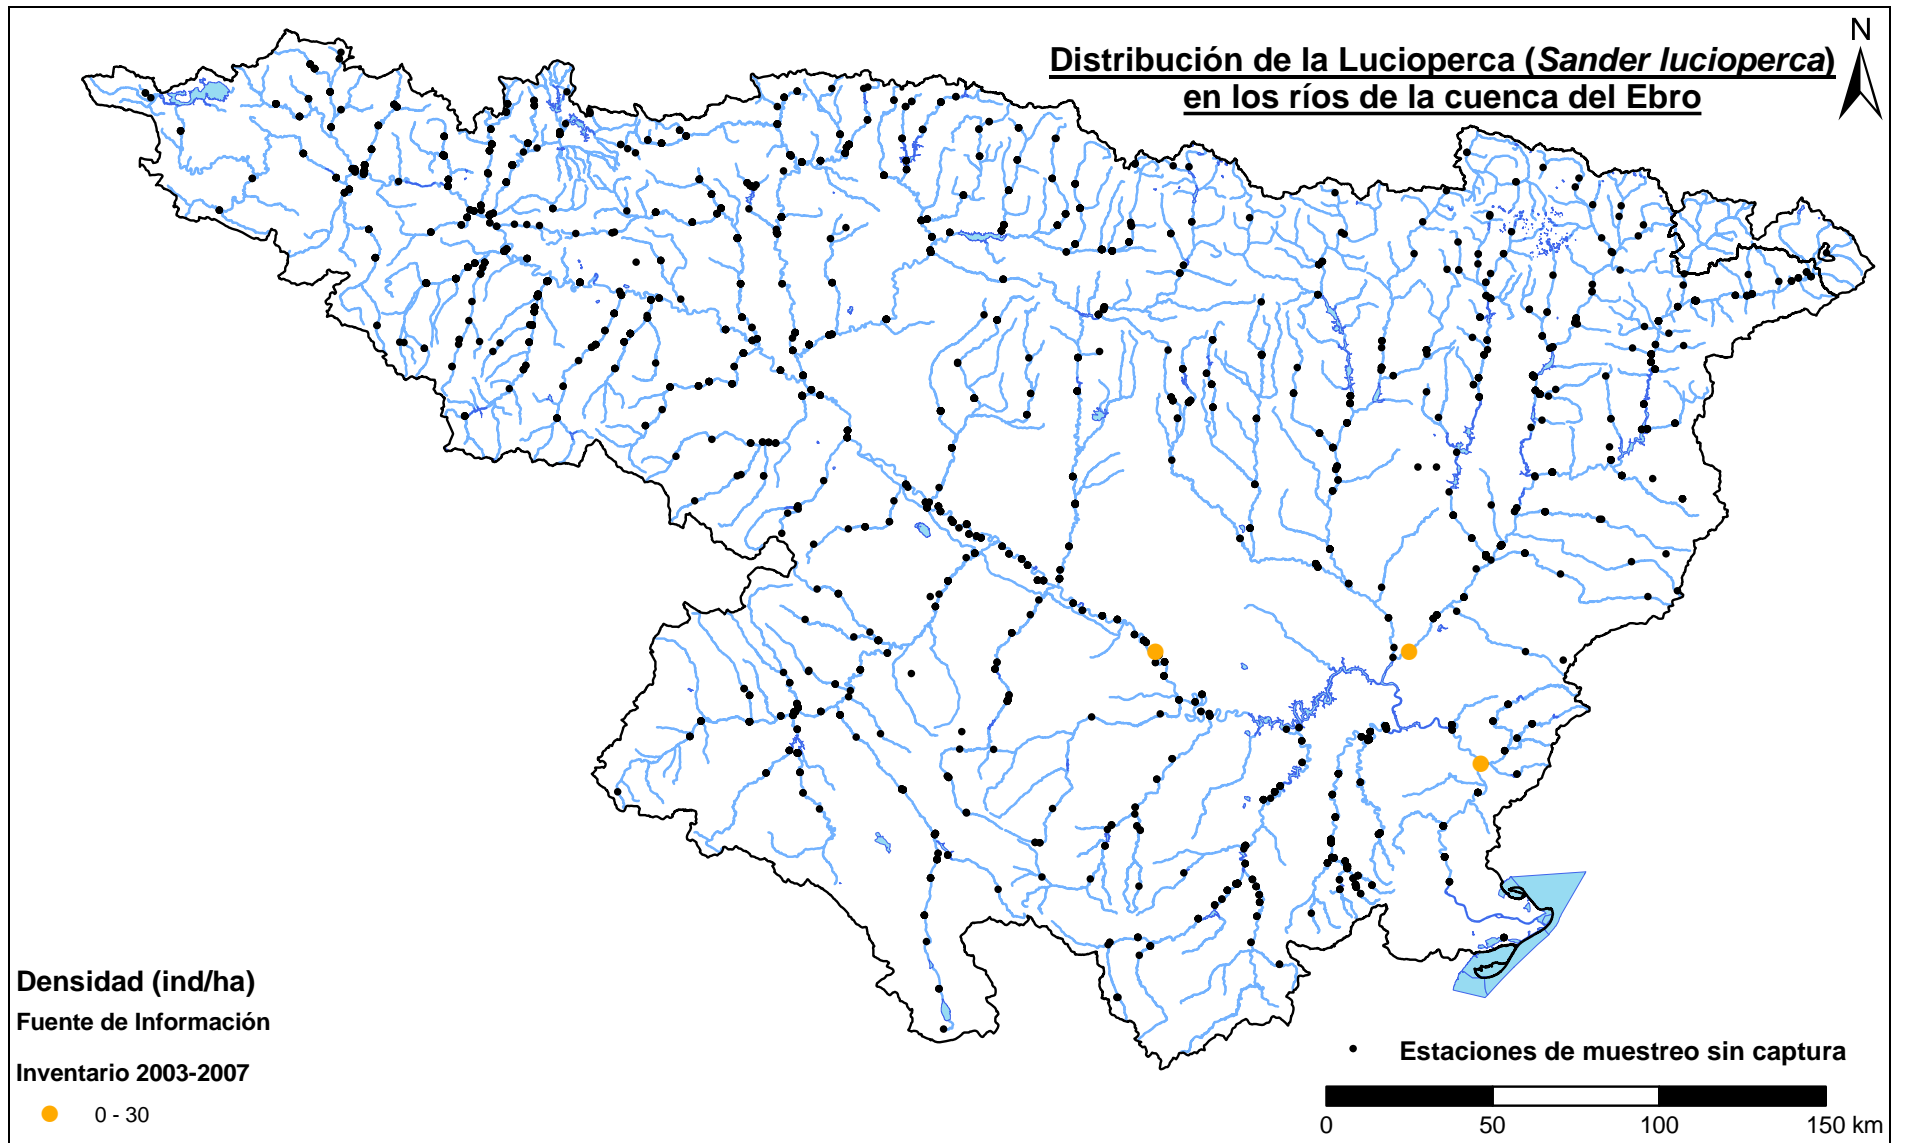 N
Distribución de la Lucioperca (Sander lucioperca)
en los ríos de la cuenca del Ebro
Densidad (ind/ha)
Fuente de Información
Inventario 2003-2007
0 - 30
Estaciones de muestreo sin captura
0 50 100 150 km